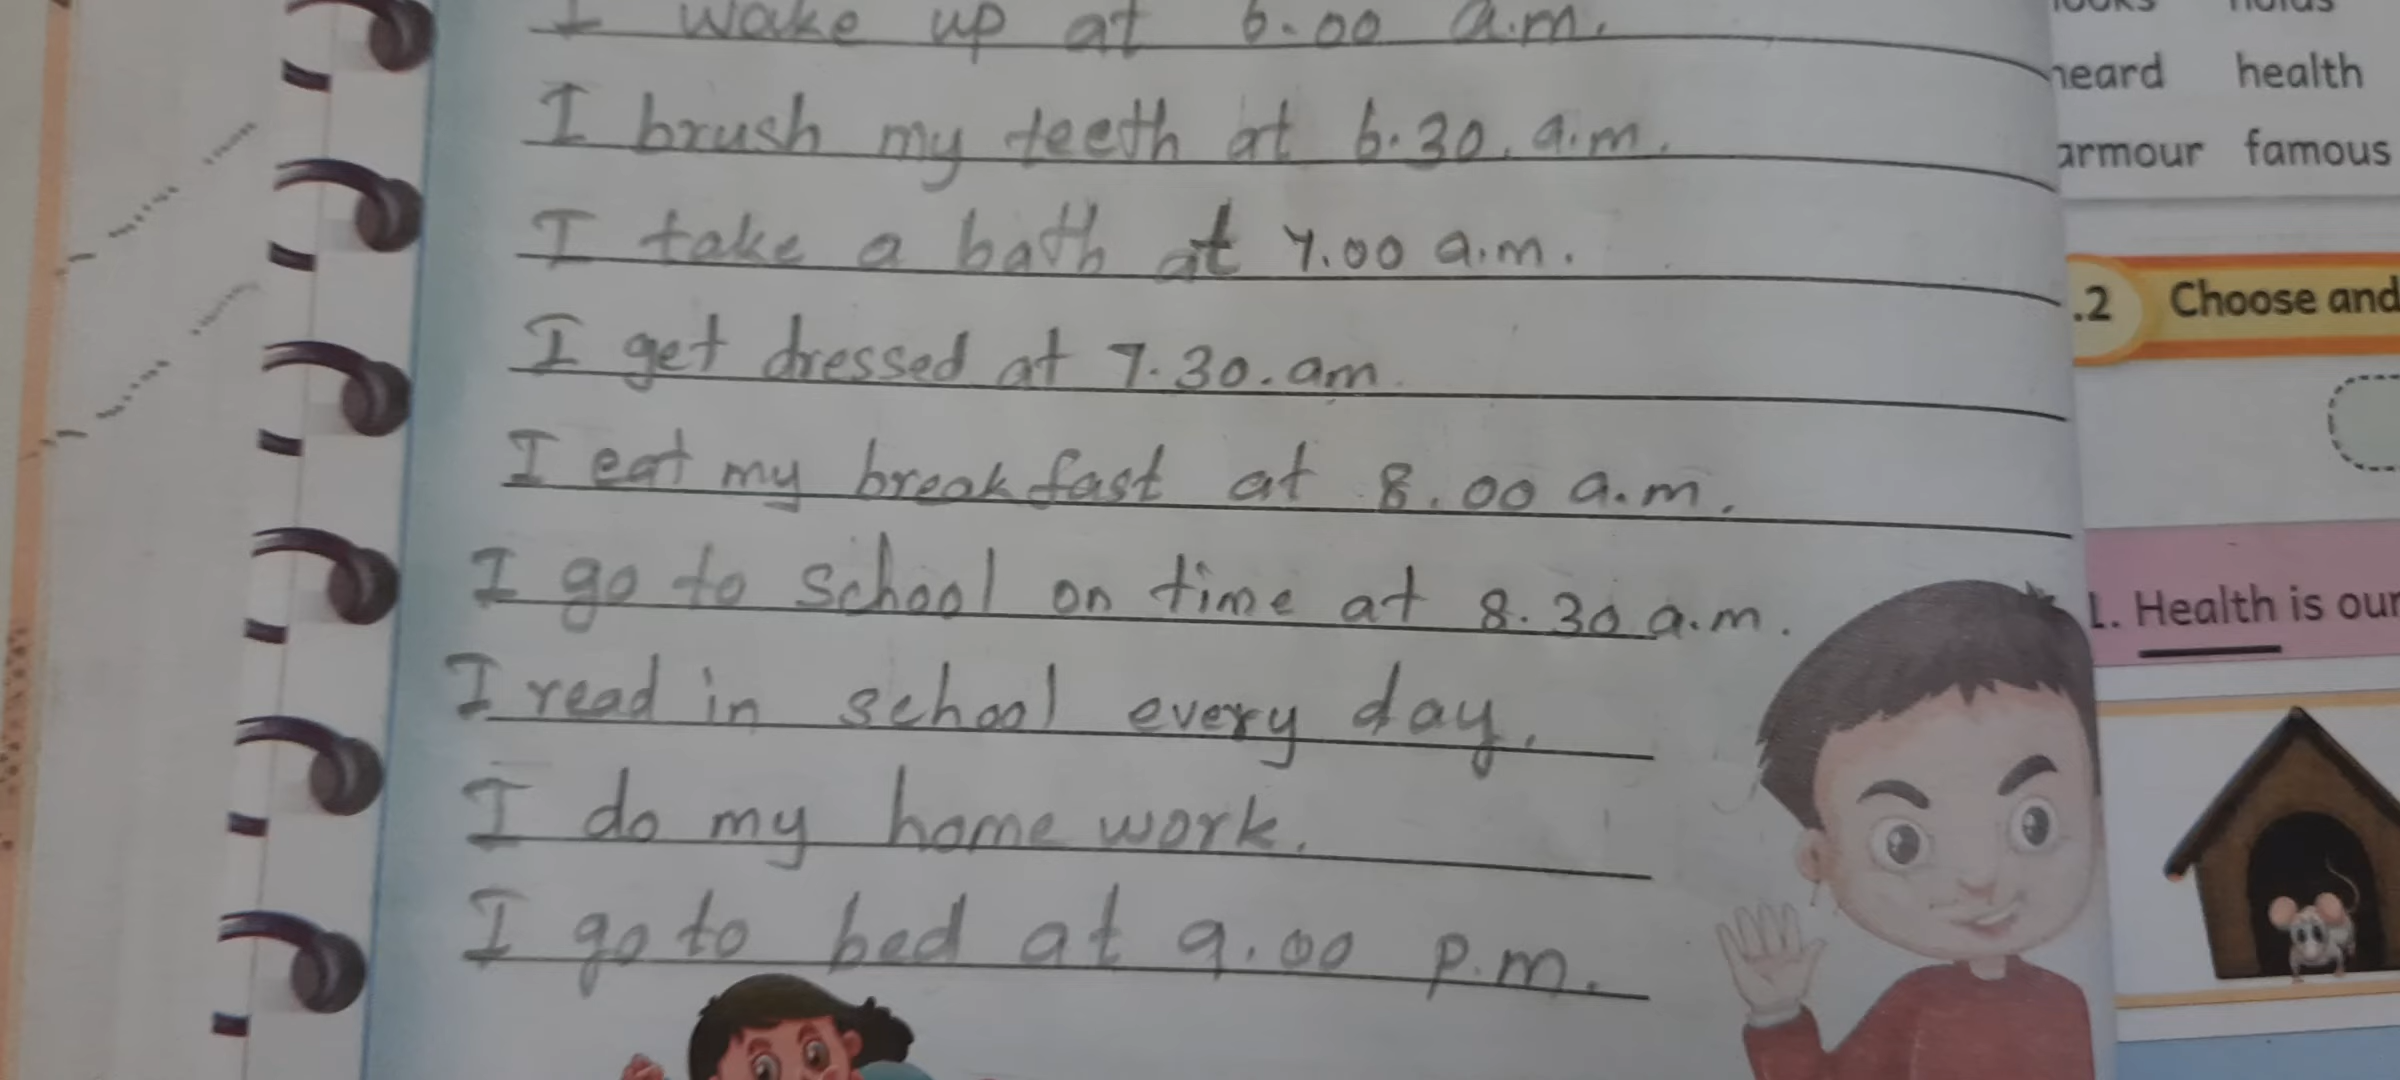 I wake up at 6.00 a.m.
I brush my teeth at 6.30. a.m.
I take a bath at 7.00 a.m.
I get dressed at 7.30. am.
I eat my break fast at 8.00 a.m.
I go to school on time at 8.30 a.m.
I read in school every day.
I do my home work.
I go to bed at 9.00 p.m.
heard health
armour famous
.2 Choose and
1. Health is our